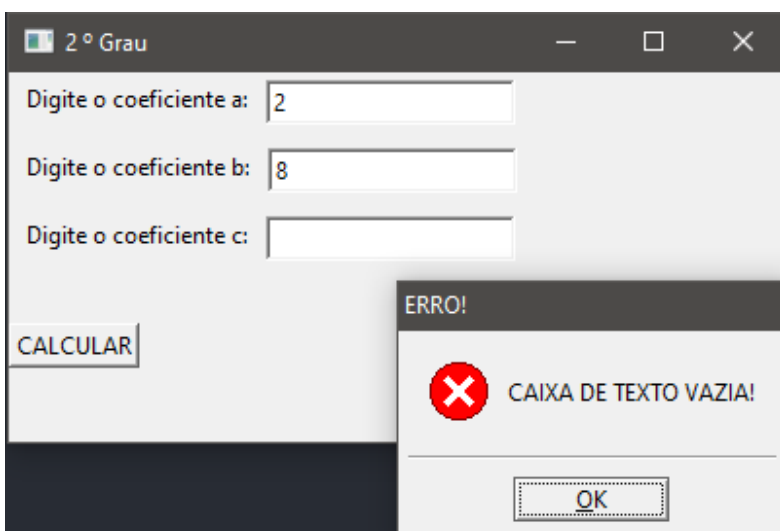 2 º Grau
Digite o coeficiente a: 2
Digite o coeficiente b: 8
Digite o coeficiente c:
CALCULAR
ERRO!
CAIXA DE TEXTO VAZIA!
OK